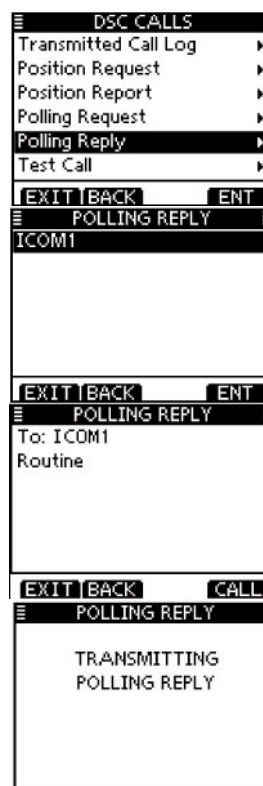 DSC CALLS
Transmitted Call Log
Position Request
Position Report
Polling Request
Polling Reply
Test Call
EXIT BACK ENT
POLLING REPLY
ICOM1
EXIT BACK ENT
POLLING REPLY
To: ICOM1
Routine
EXIT BACK CALL
POLLING REPLY
TRANSMITTING
POLLING REPLY